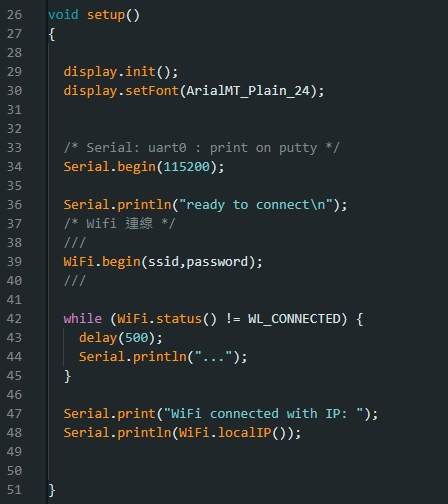 26 void setup()
27 {
28
29   display.init();
30   display.setFont(ArialMT_Plain_24);
31
32
33   /* Serial: uart0 : print on putty */
34   Serial.begin(115200);
35
36   Serial.println("ready to connect\n");
37   /* Wifi 連線 */
38   ///
39   WiFi.begin(ssid,password);
40   ///
41
42   while (WiFi.status() != WL_CONNECTED) {
43     delay(500);
44     Serial.println("...");
45   }
46
47   Serial.print("WiFi connected with IP: ");
48   Serial.println(WiFi.localIP());
49
50
51 }